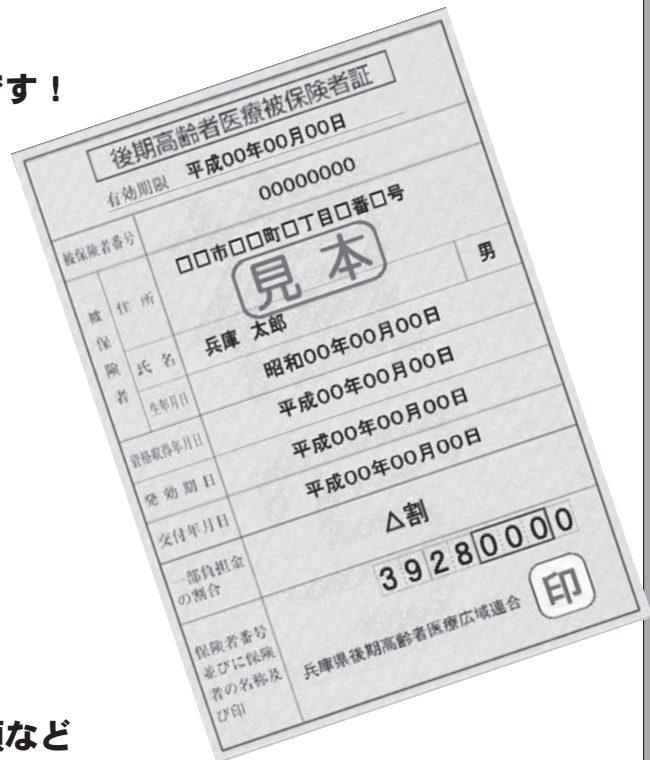 です！
後期高齢者医療被保険者証
有効期限 平成00年00月00日
被保険者番号 00000000
被保険者
住所 □□市□□町□丁目□番□号
見本
氏名 兵庫 太郎 男
生年月日 昭和00年00月00日
資格取得年月日 平成00年00月00日
発効期日 平成00年00月00日
交付年月日 平成00年00月00日
一部負担金の割合 △割
保険者番号並びに保険者の名称及び印
39280000
兵庫県後期高齢者医療広域連合 印
など